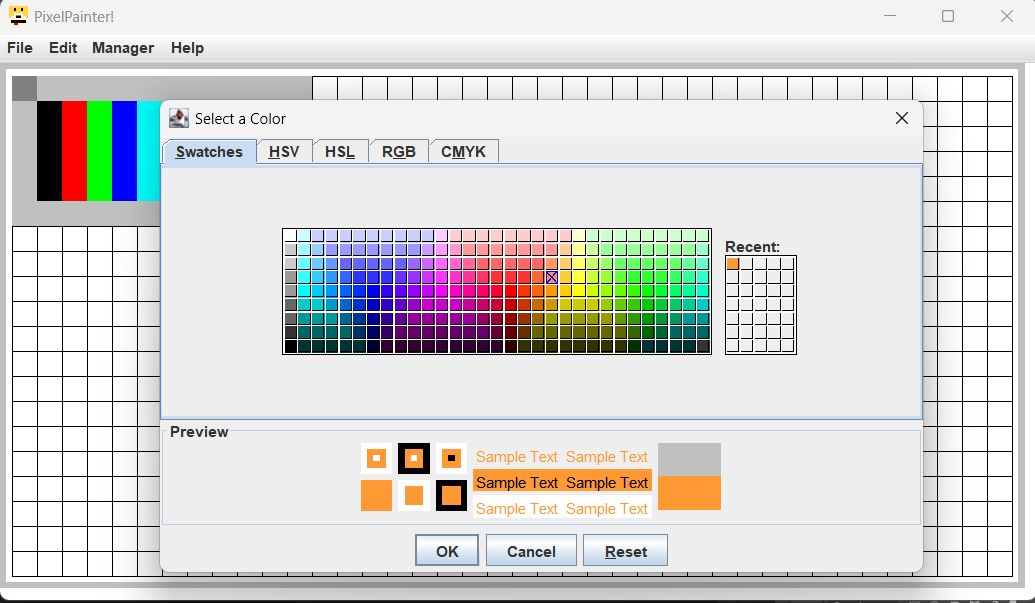 PixelPainter!
File Edit Manager Help
Select a Color
Swatches HSV HSL RGB CMYK
Recent:
Preview
Sample Text Sample Text
Sample Text Sample Text
Sample Text Sample Text
OK Cancel Reset